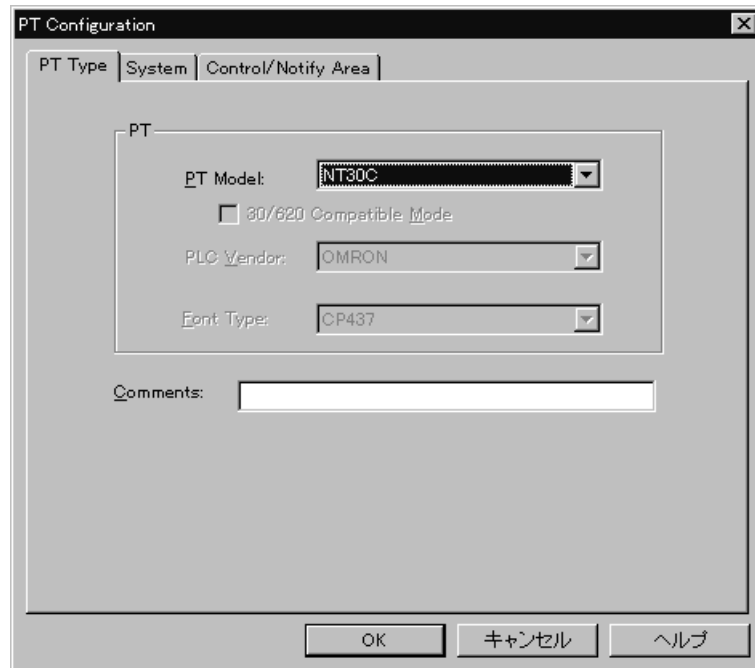 PT Configuration
PT Type System Control/Notify Area
PT
PT Model: NT30C
30/620 Compatible Mode
PLC Vendor: OMRON
Font Type: CP437
Comments:
OK キャンセル ヘルプ